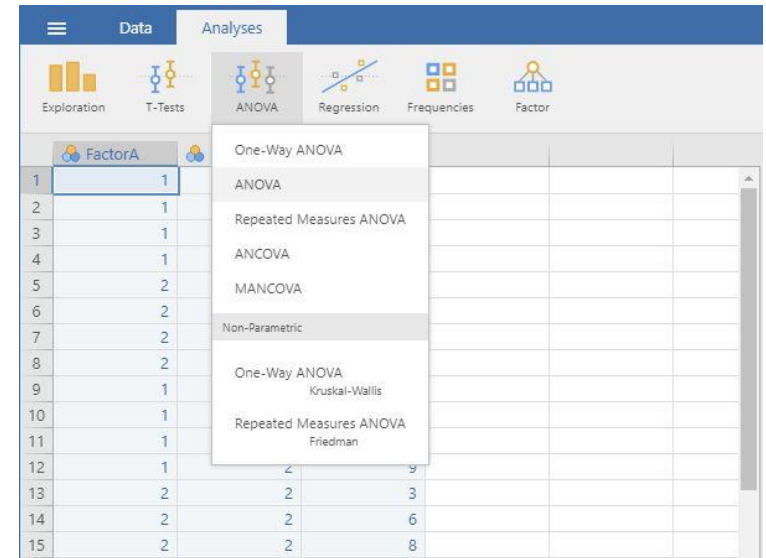 Data Analyses
Exploration T-Tests ANOVA Regression Frequencies Factor
FactorA
One-Way ANOVA
ANOVA
Repeated Measures ANOVA
ANCOVA
MANCOVA
Non-Parametric
One-Way ANOVA
Kruskal-Wallis
Repeated Measures ANOVA
Friedman
1 1
2 1
3 1
4 1
5 2
6 2
7 2
8 2
9 1
10 1
11 1
12 1 2 9
13 2 2 3
14 2 2 6
15 2 2 8